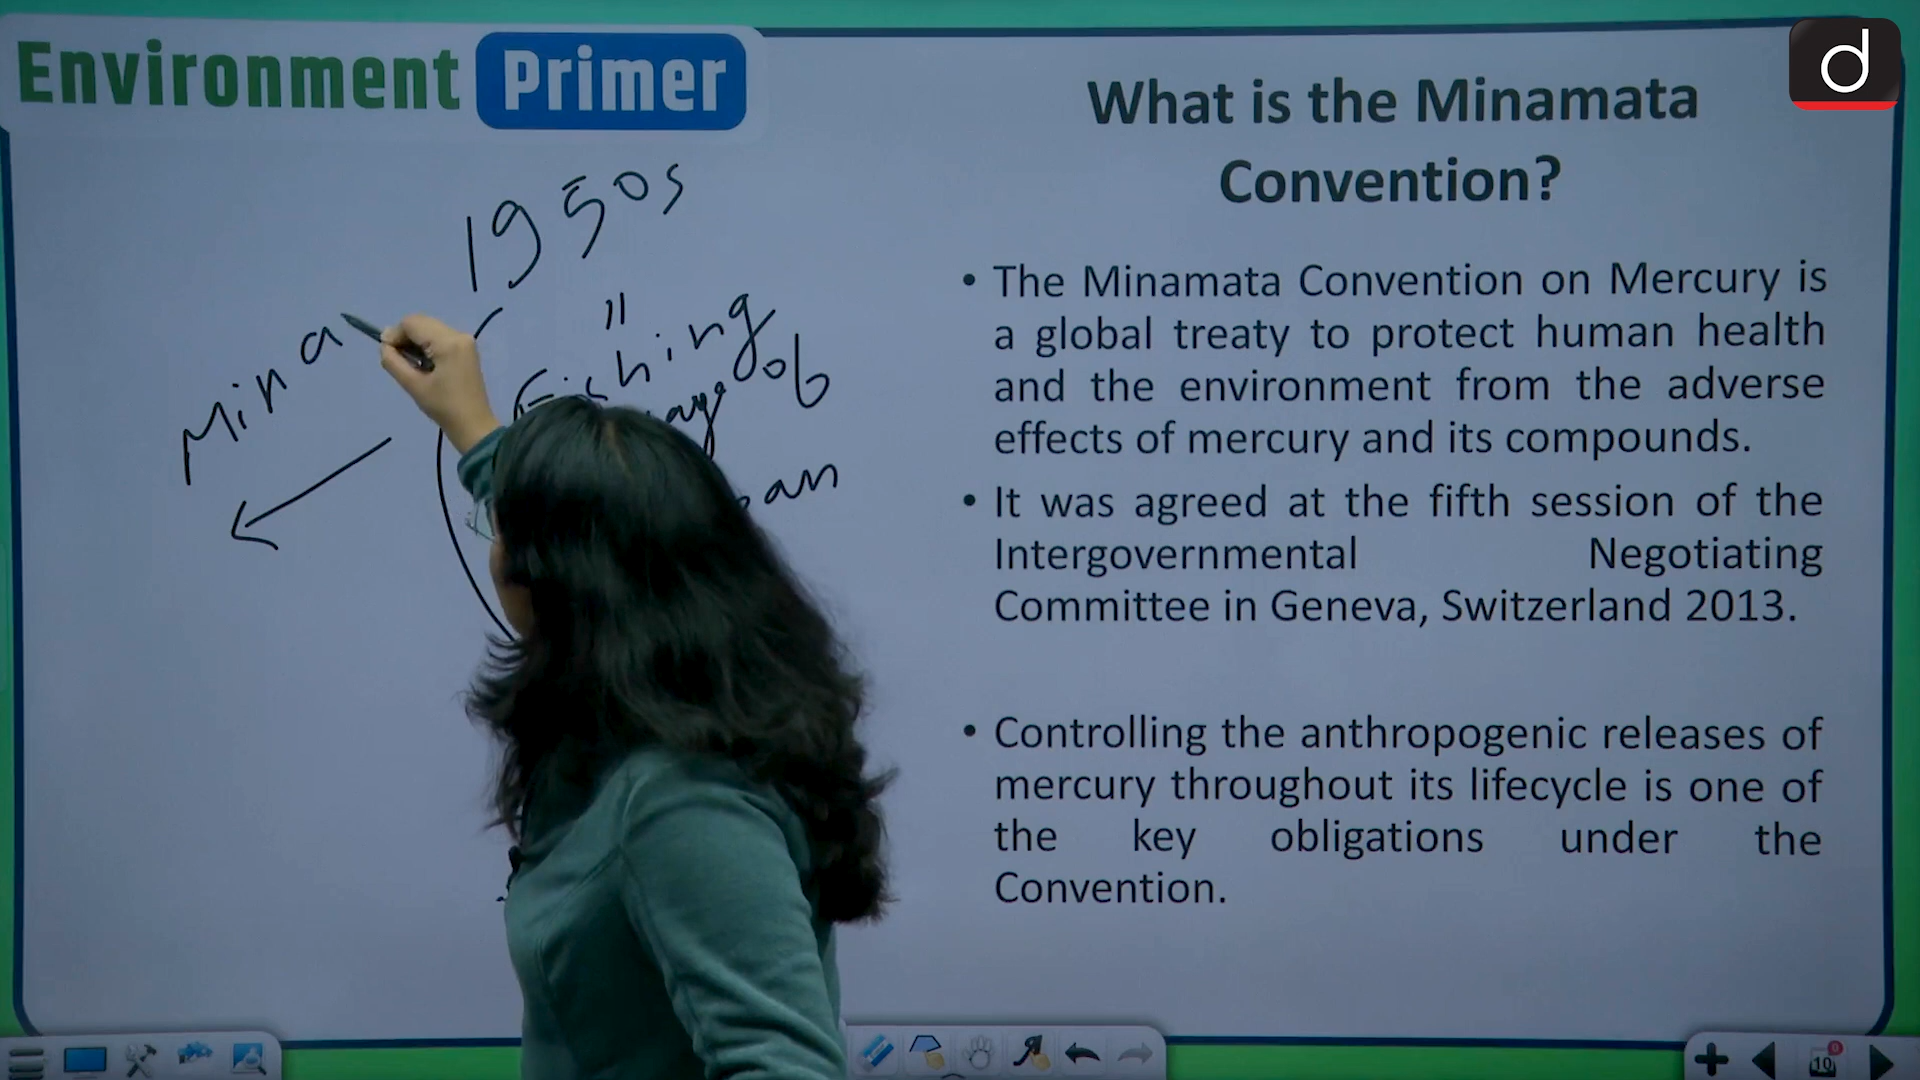 Environment Primer
d
What is the Minamata
Convention?
1950s
"
Fishing
of
Mina
• The Minamata Convention on Mercury is
a global treaty to protect human health
and the environment from the adverse
effects of mercury and its compounds.
• It was agreed at the fifth session of the
Intergovernmental Negotiating
Committee in Geneva, Switzerland 2013.
• Controlling the anthropogenic releases of
mercury throughout its lifecycle is one of
the key obligations under the
Convention.
10